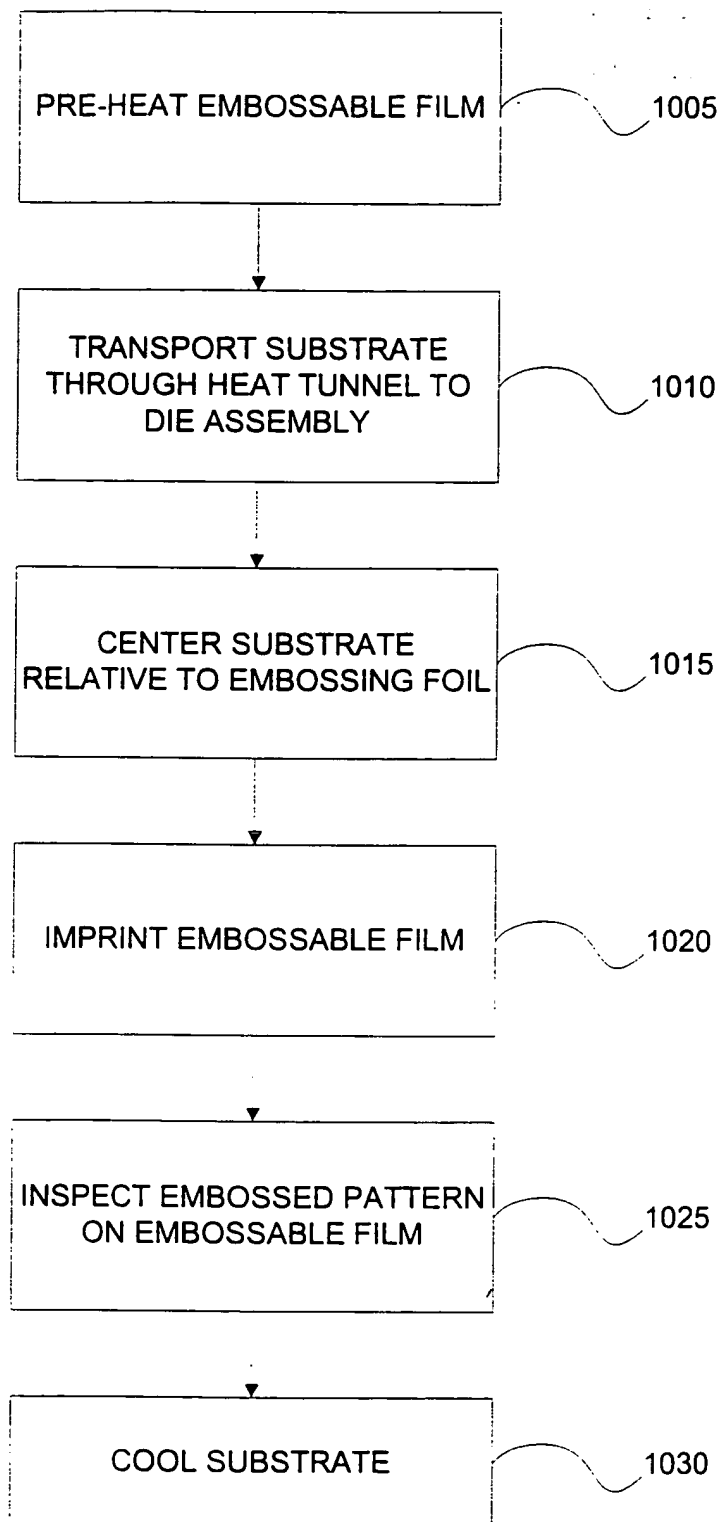 PRE-HEAT EMBOSSABLE FILM
1005
TRANSPORT SUBSTRATE
THROUGH HEAT TUNNEL TO
DIE ASSEMBLY
1010
CENTER SUBSTRATE
RELATIVE TO EMBOSSING FOIL
1015
IMPRINT EMBOSSABLE FILM
1020
INSPECT EMBOSSED PATTERN
ON EMBOSSABLE FILM
1025
COOL SUBSTRATE
1030